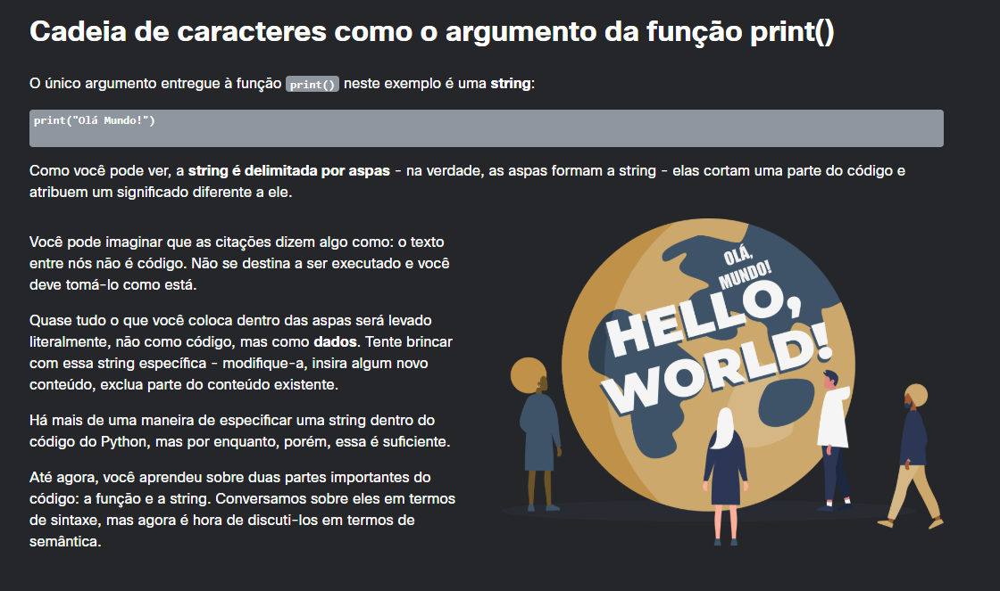 Cadeia de caracteres como o argumento da função print()
O único argumento entregue à função print() neste exemplo é uma string:
print("Olá Mundo!")
Como você pode ver, a string é delimitada por aspas - na verdade, as aspas formam a string - elas cortam uma parte do código e
atribuem um significado diferente a ele.
Você pode imaginar que as citações dizem algo como: o texto
entre nós não é código. Não se destina a ser executado e você
deve tomá-lo como está.
Quase tudo o que você coloca dentro das aspas será levado
literalmente, não como código, mas como dados. Tente brincar
com essa string específica - modifique-a, insira algum novo
conteúdo, exclua parte do conteúdo existente.
Há mais de uma maneira de especificar uma string dentro do
código do Python, mas por enquanto, porém, essa é suficiente.
Até agora, você aprendeu sobre duas partes importantes do
código: a função e a string. Conversamos sobre eles em termos
de sintaxe, mas agora é hora de discuti-los em termos de
semântica.
OLÁ,
MUNDO!
HELLO,
WORLD!